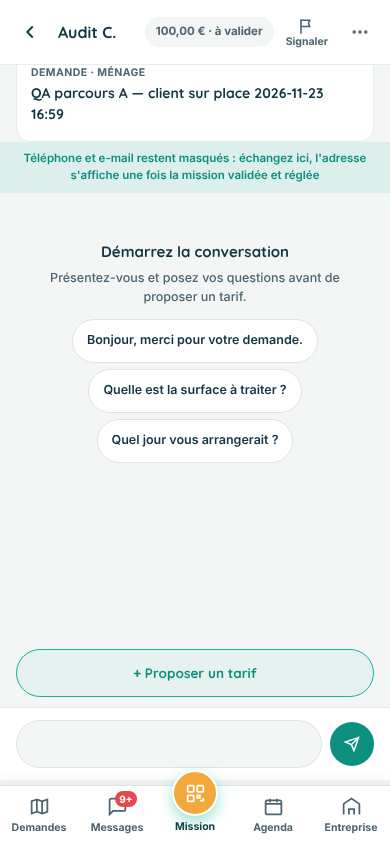 Audit C.
100,00 € · à valider
Signaler
DEMANDE · MÉNAGE
QA parcours A — client sur place 2026-11-23
16:59
Téléphone et e-mail restent masqués : échangez ici, l'adresse
s'affiche une fois la mission validée et réglée
Démarrez la conversation
Présentez-vous et posez vos questions avant de
proposer un tarif.
Bonjour, merci pour votre demande.
Quelle est la surface à traiter ?
Quel jour vous arrangerait ?
+ Proposer un tarif
9+
Demandes
Messages
Mission
Agenda
Entreprise